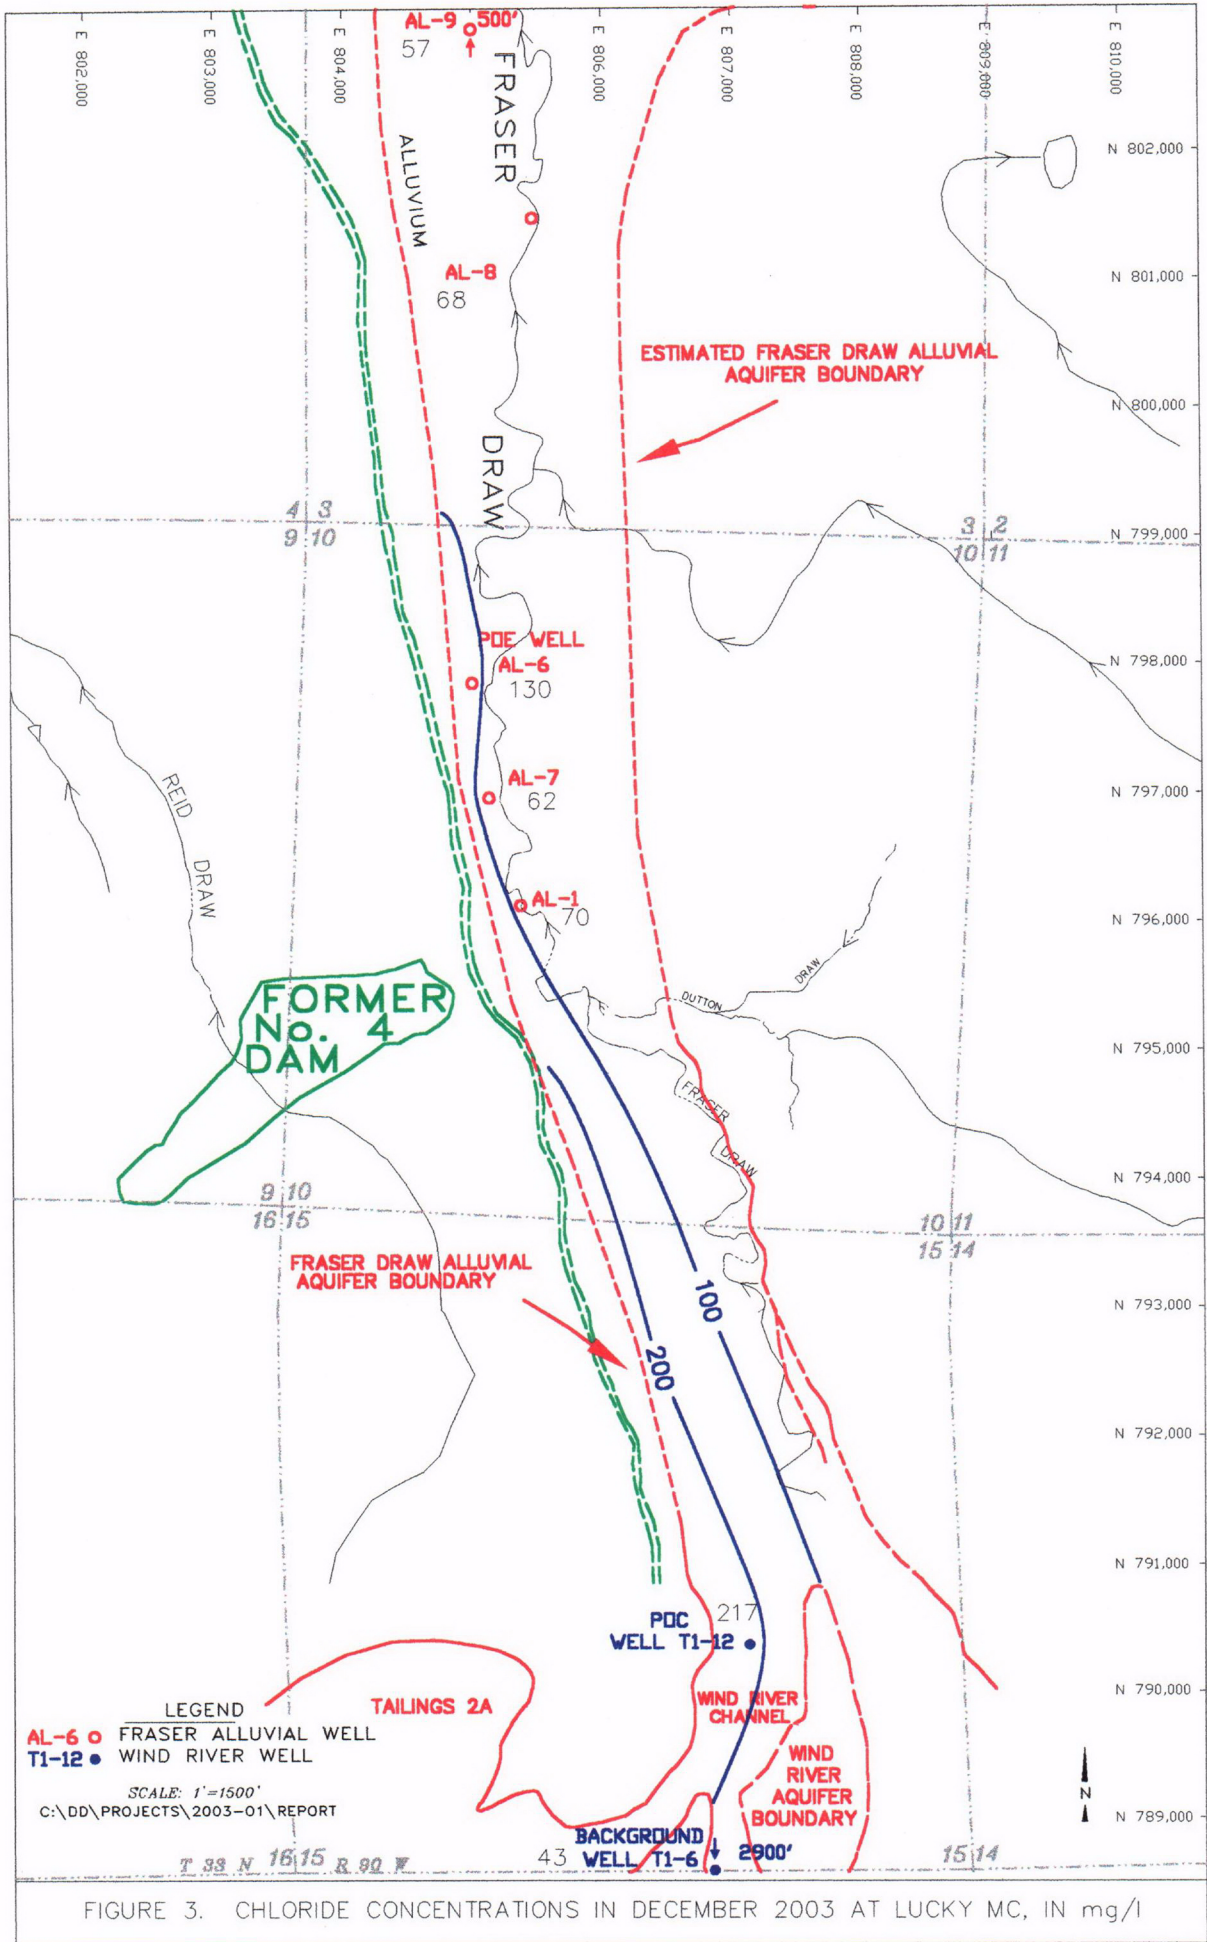 AL-9 500'
57
E 802,000
E 803,000
E 804,000
E 806,000
E 807,000
E 808,000
E 809,000
E 810,000
FRASER
ALLUVIUM
N 802,000
AL-8
68
N 801,000
ESTIMATED FRASER DRAW ALLUVIAL
AQUIFER BOUNDARY
N 800,000
DRAW
4 3
9 10
3 2
10 11
N 799,000
POE WELL
AL-6
130
N 798,000
AL-7
62
N 797,000
REID
DRAW
AL-1
70
N 796,000
DUTTON
DRAW
FORMER
No. 4
DAM
N 795,000
FRASER
DRAW
N 794,000
9 10
16 15
10 11
15 14
FRASER DRAW ALLUVIAL
AQUIFER BOUNDARY
100
N 793,000
200
N 792,000
N 791,000
217
POC
WELL T1-12
N 790,000
TAILINGS 2A
WIND RIVER
CHANNEL
WIND
RIVER
AQUIFER
BOUNDARY
LEGEND
AL-6 FRASER ALLUVIAL WELL
T1-12 WIND RIVER WELL
SCALE: 1"=1500'
C:\DD\PROJECTS\2003-01\REPORT
N
N 789,000
BACKGROUND
WELL T1-6
2900'
43
T 33 N 16 15 R 90 W
15 14
FIGURE 3. CHLORIDE CONCENTRATIONS IN DECEMBER 2003 AT LUCKY MC, IN mg/l